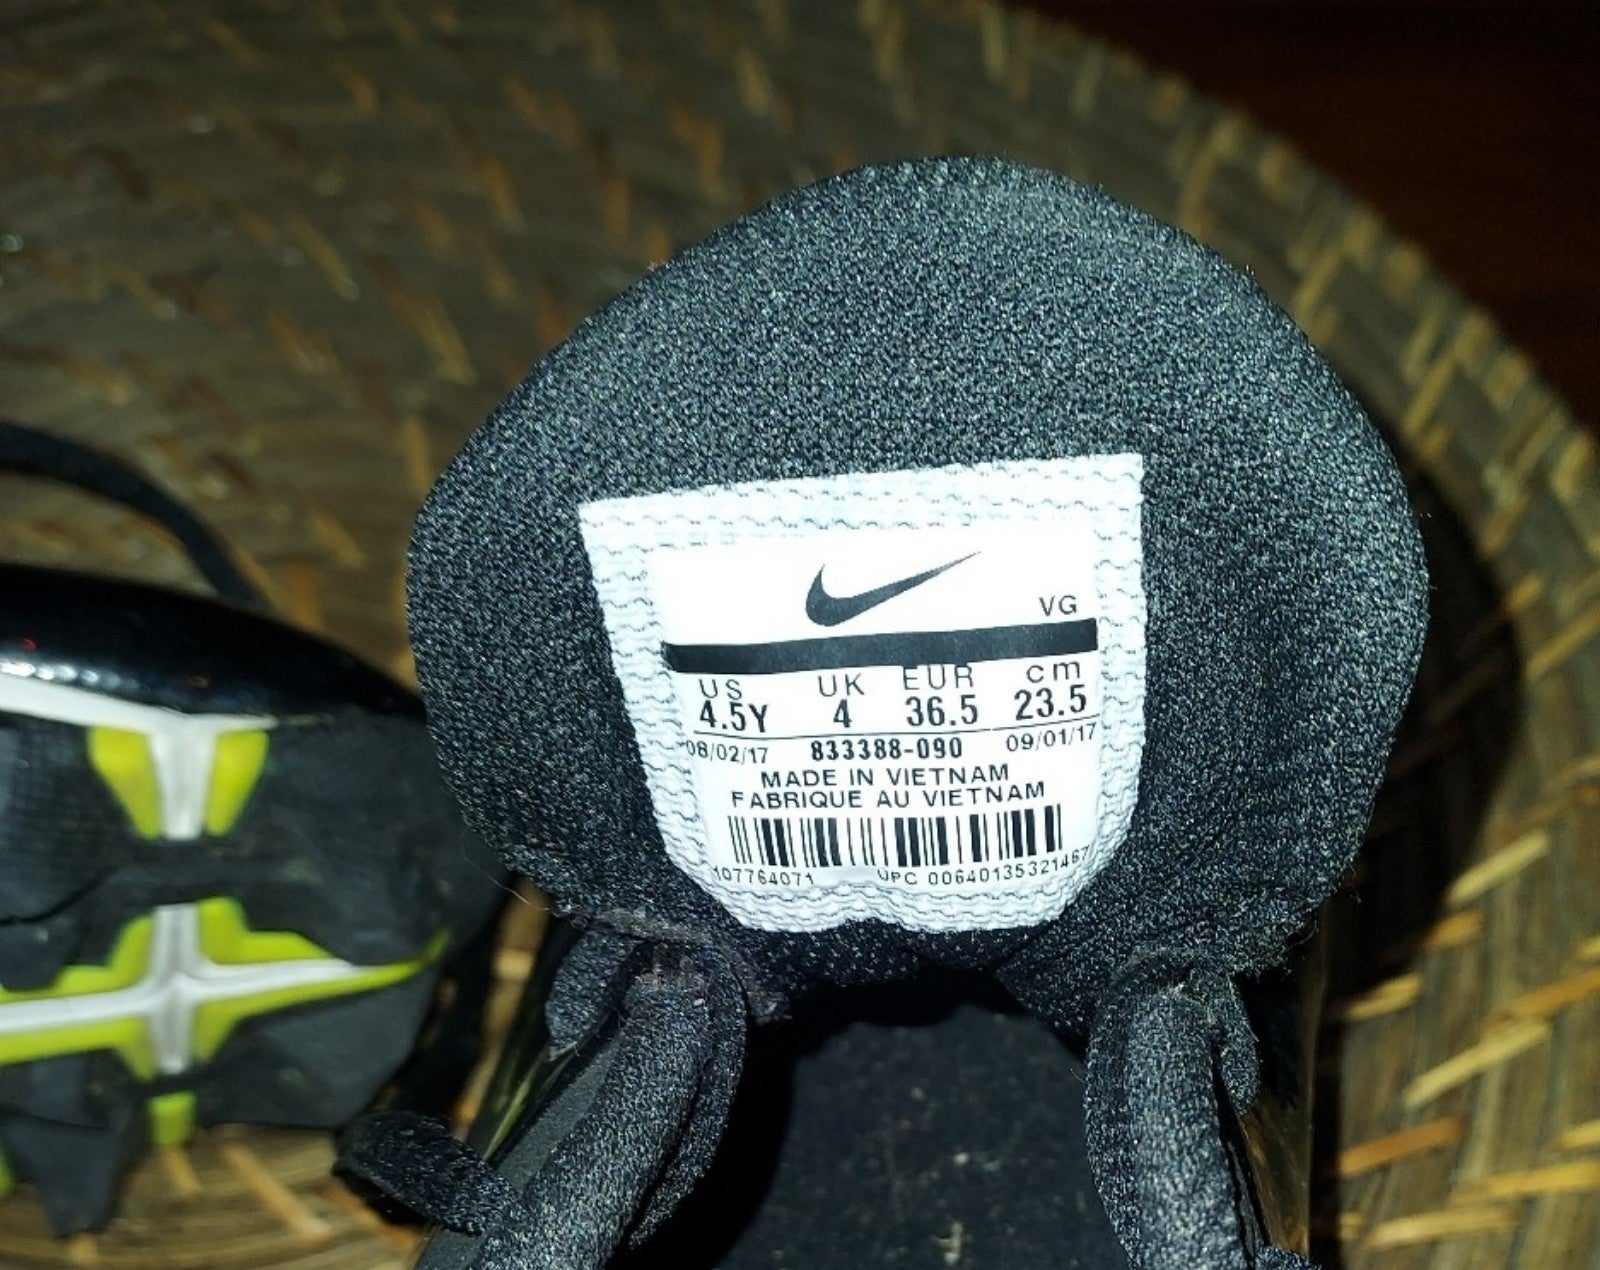 VG
US UK EUR cm
4.5Y 4 36.5 23.5
08/02/17 833388-090 09/01/17
MADE IN VIETNAM
FABRIQUE AU VIETNAM
107764071 UPC 00640135321467